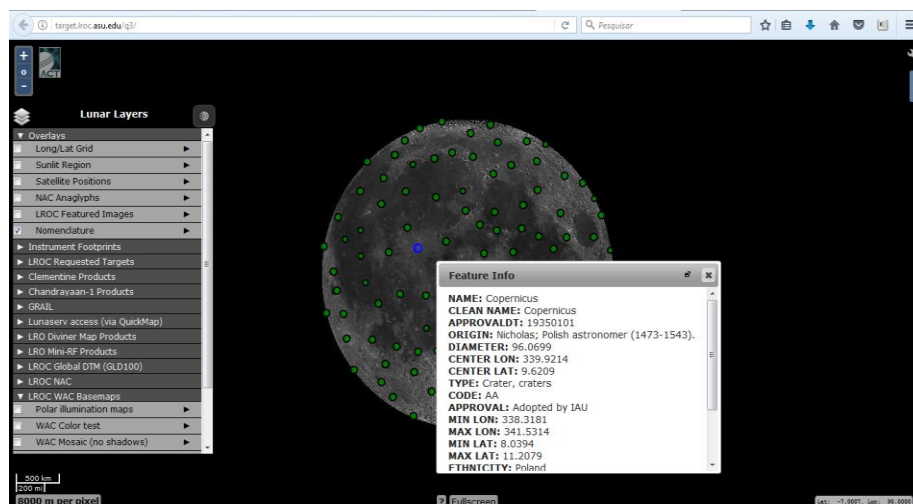 target.lroc.asu.edu/q3/
Pesquisar
ACT
Lunar Layers
Overlays
Long/Lat Grid
Sunlit Region
Satellite Positions
NAC Anaglyphs
LROC Featured Images
Nomenclature
Instrument Footprints
LROC Requested Targets
Clementine Products
Chandrayaan-1 Products
GRAIL
Lunaserv access (via QuickMap)
LRO Diviner Map Products
LRO Mini-RF Products
LROC Global DTM (GLD100)
LROC NAC
LROC WAC Basemaps
Polar illumination maps
WAC Color test
WAC Mosaic (no shadows)
Feature Info
NAME: Copernicus
CLEAN NAME: Copernicus
APPROVALDT: 19350101
ORIGIN: Nicholas; Polish astronomer (1473-1543).
DIAMETER: 96.0699
CENTER LON: 339.9214
CENTER LAT: 9.6209
TYPE: Crater, craters
CODE: AA
APPROVAL: Adopted by IAU
MIN LON: 338.3181
MAX LON: 341.5314
MIN LAT: 8.0394
MAX LAT: 11.2079
ETHNICITY: Poland
500 km
200 mi
8000 m per pixel
? Fullscreen
Lat: -7.0007, Lon: 90.0000